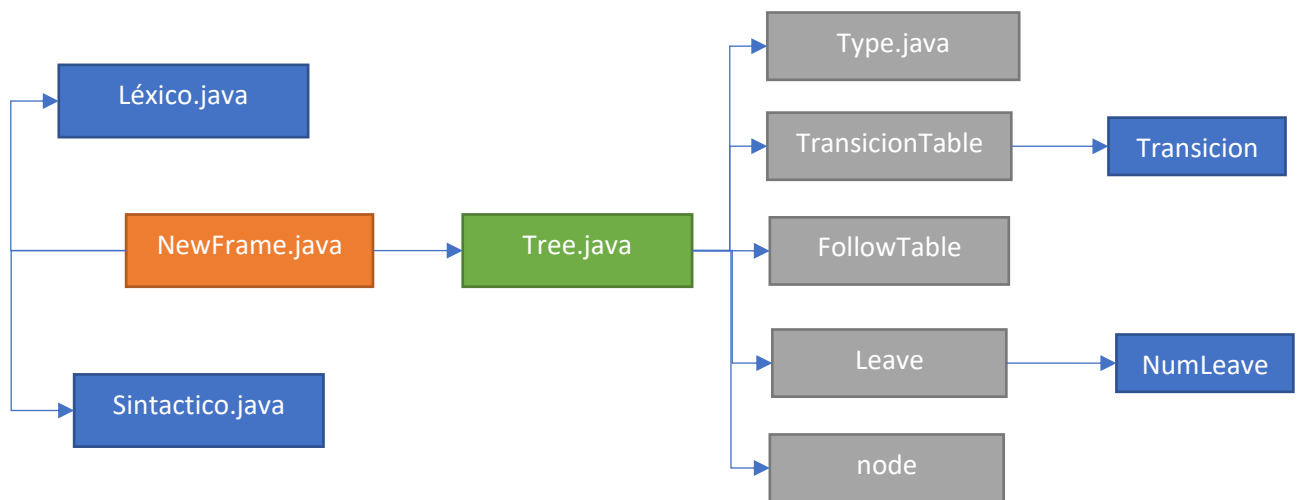 Type.java
Léxico.java
TransicionTable
Transicion
NewFrame.java
Tree.java
FollowTable
Leave
NumLeave
Sintactico.java
node